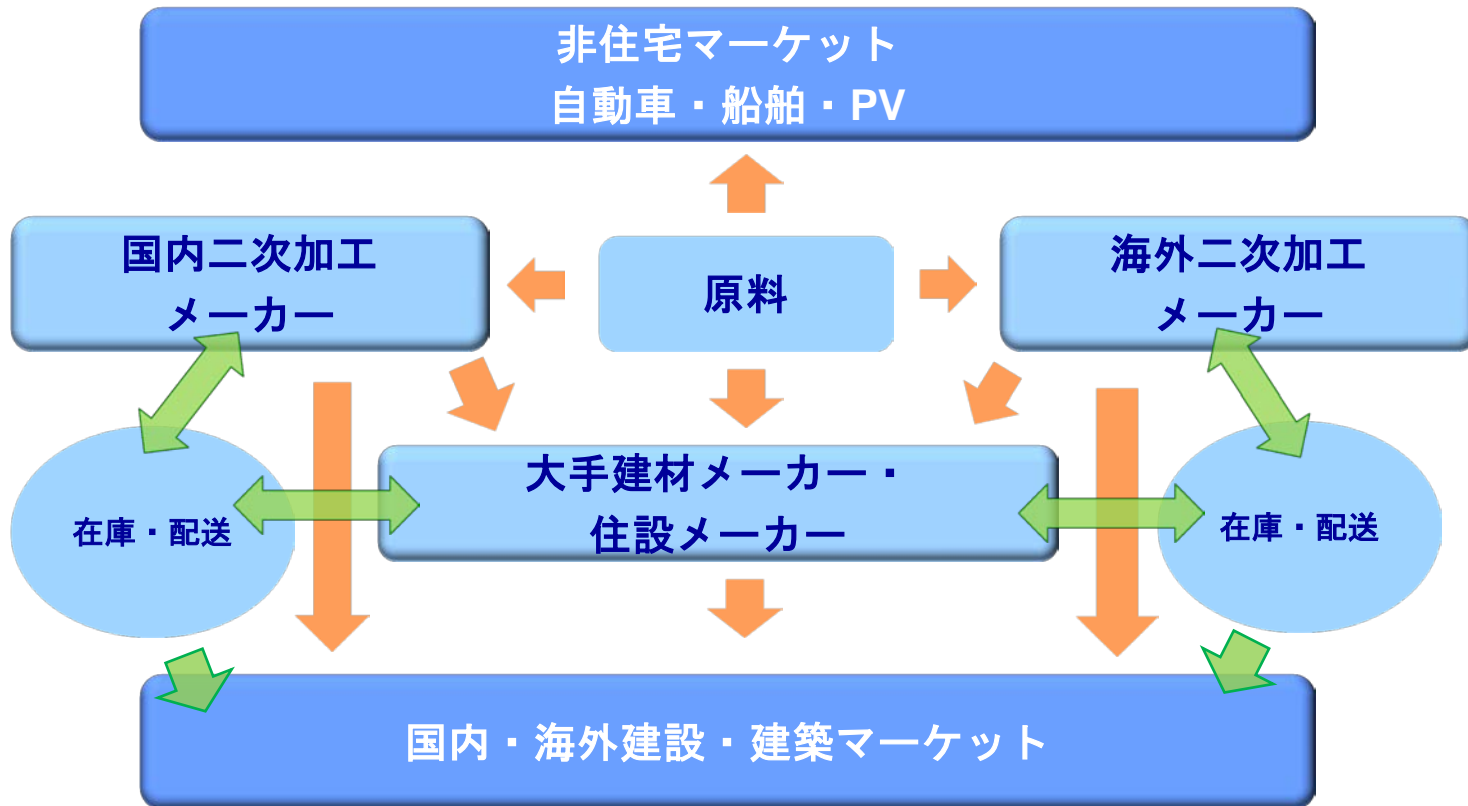 非住宅マーケット
自動車・船舶・PV
国内二次加工
メーカー
原料
海外二次加工
メーカー
大手建材メーカー・
住設メーカー
在庫・配送
在庫・配送
国内・海外建設・建築マーケット